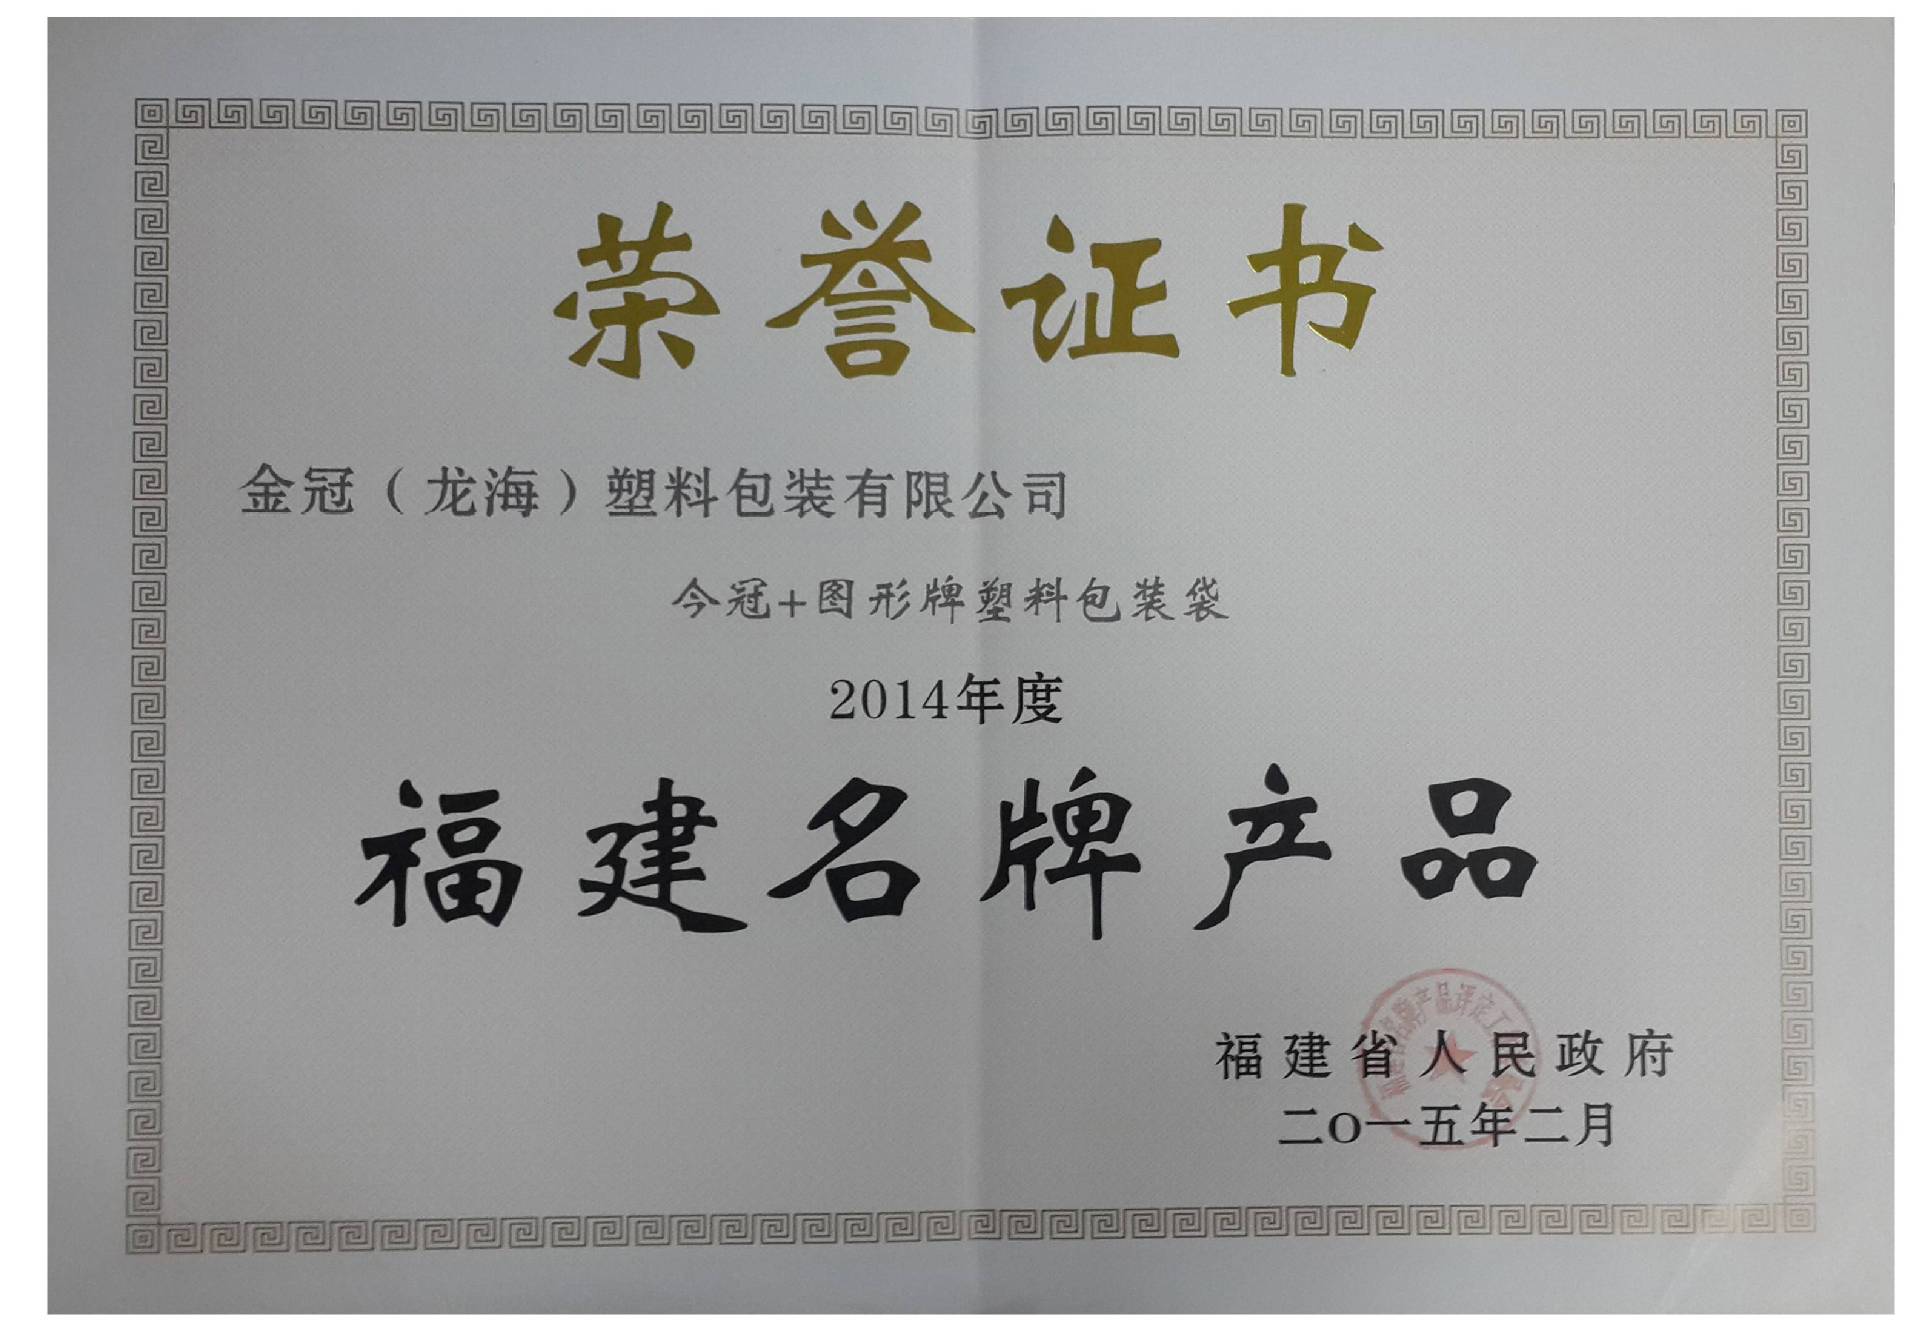 荣誉证书
金冠（龙海）塑料包装有限公司
今冠+图形牌塑料包装袋
2014年度
福建名牌产品
福建省人民政府
二〇一五年二月